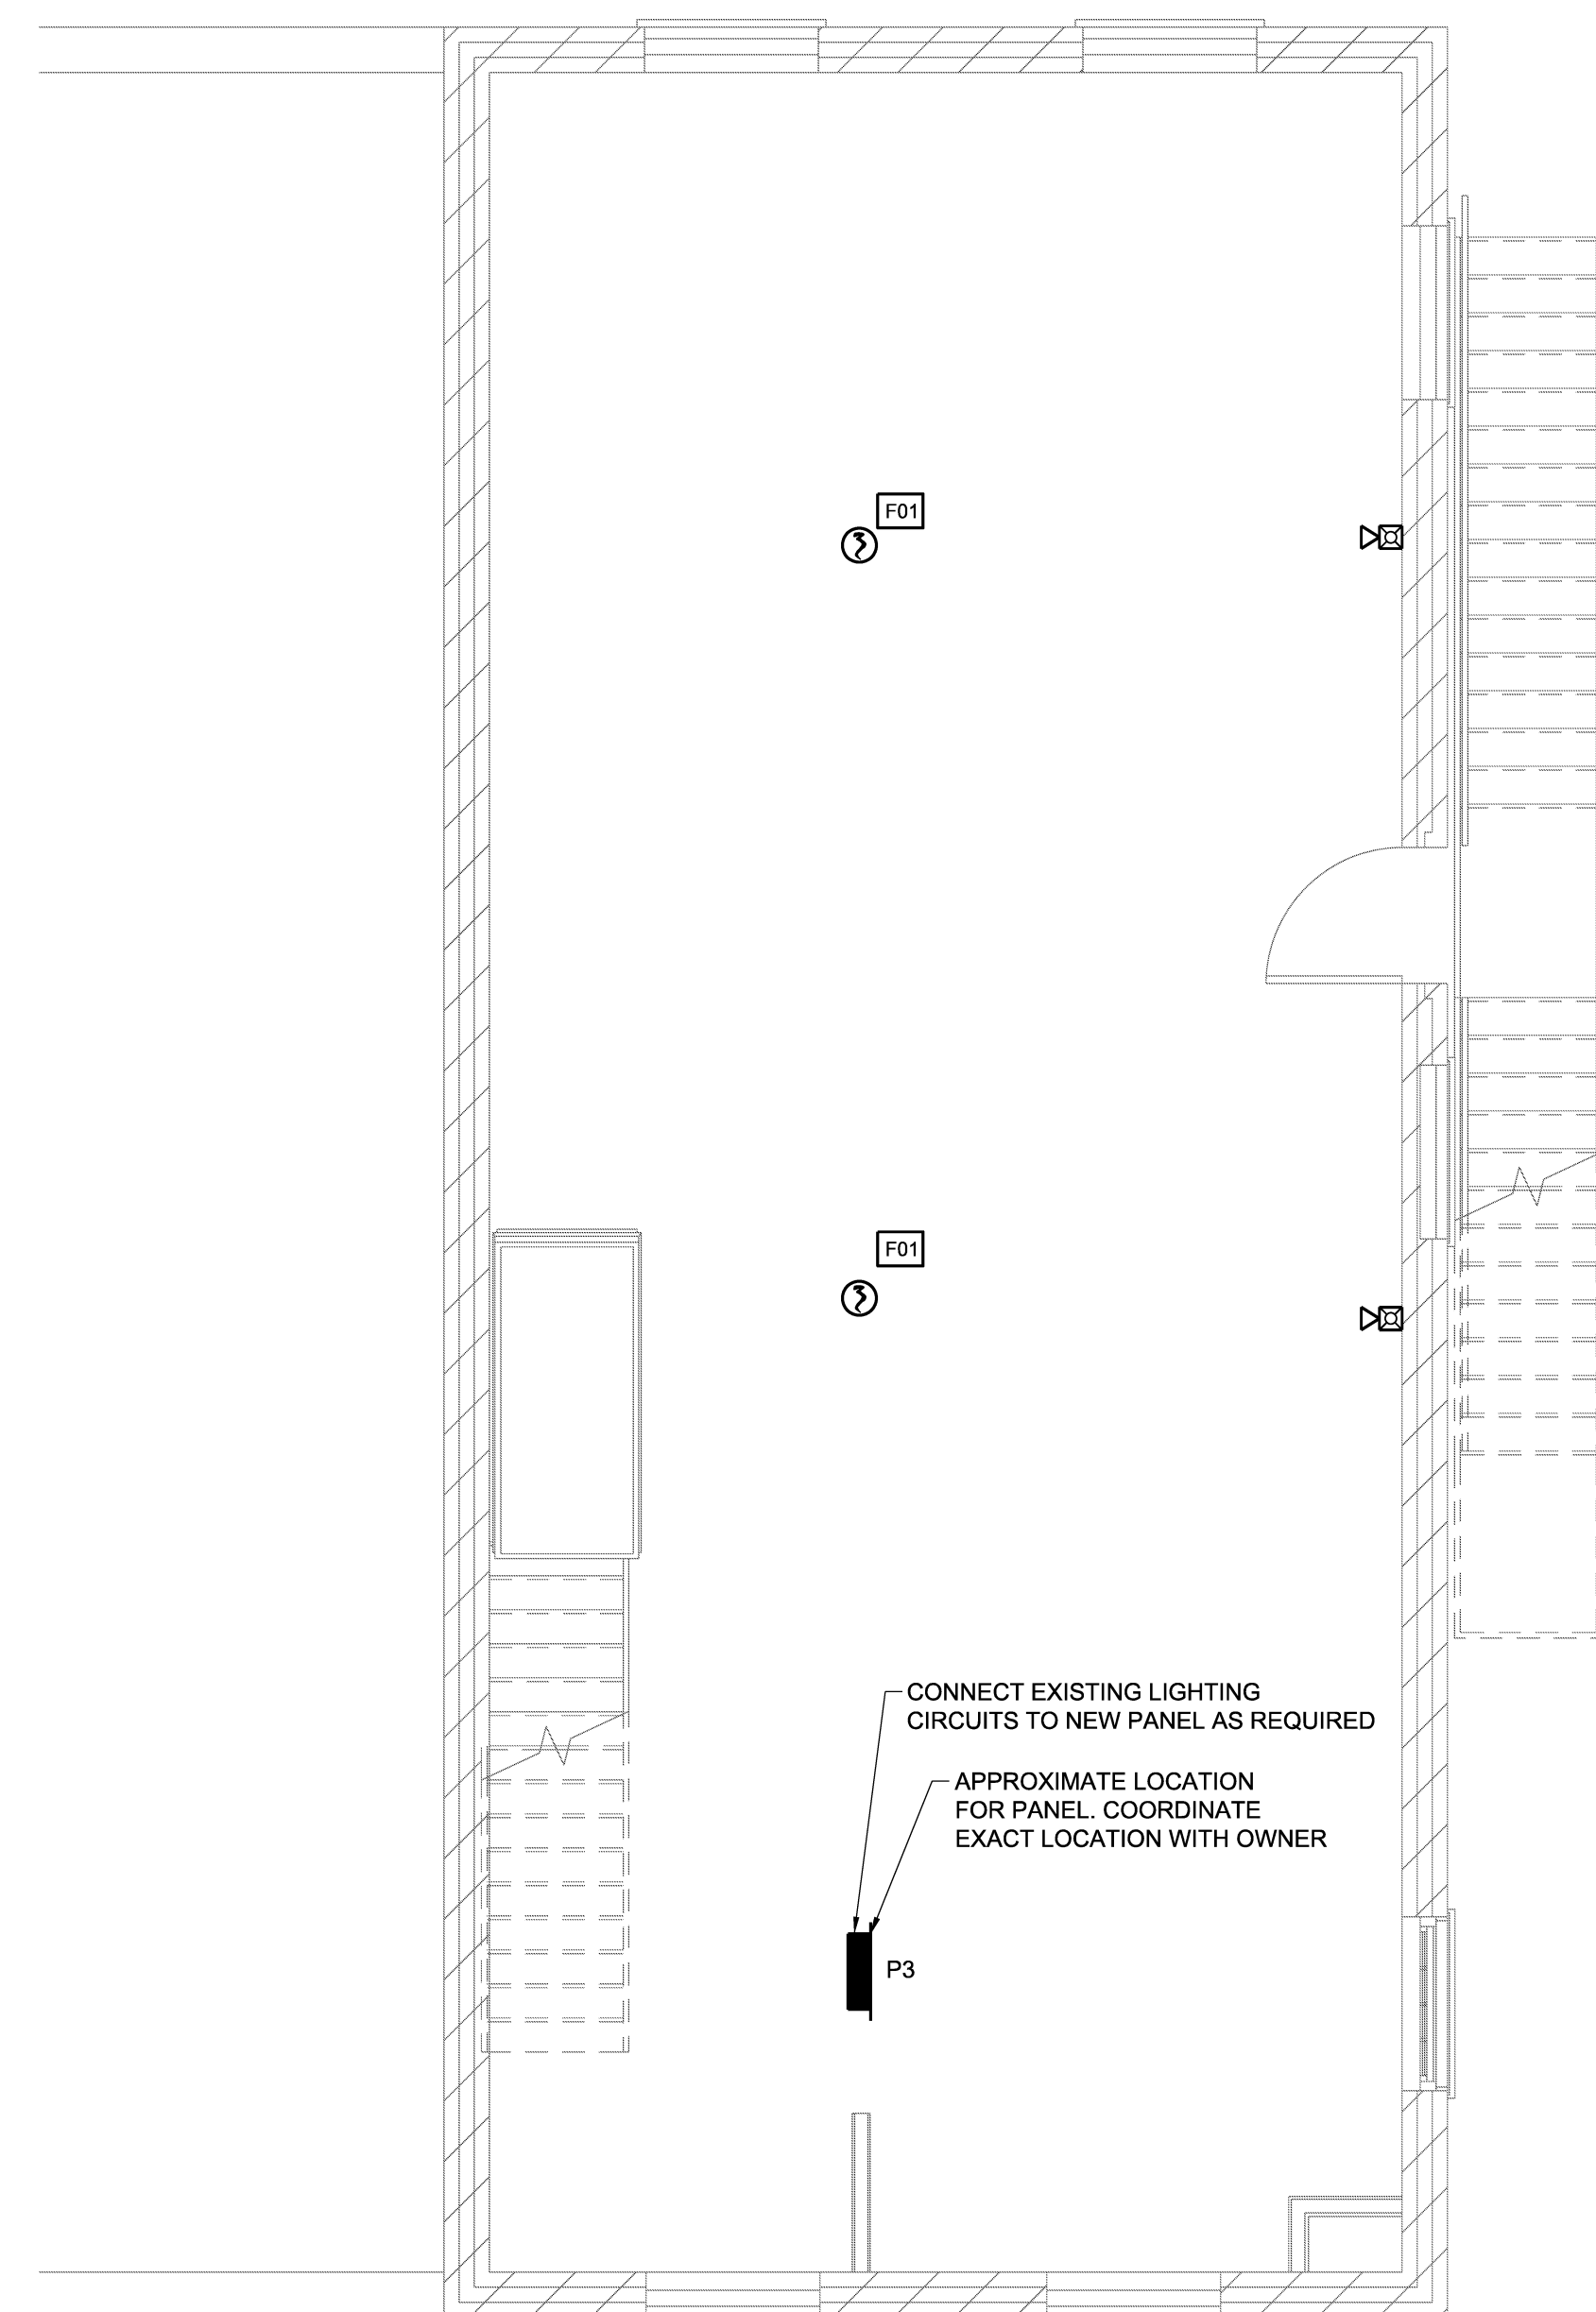 F01
F01
CONNECT EXISTING LIGHTING
CIRCUITS TO NEW PANEL AS REQUIRED
APPROXIMATE LOCATION
FOR PANEL. COORDINATE
EXACT LOCATION WITH OWNER
P3